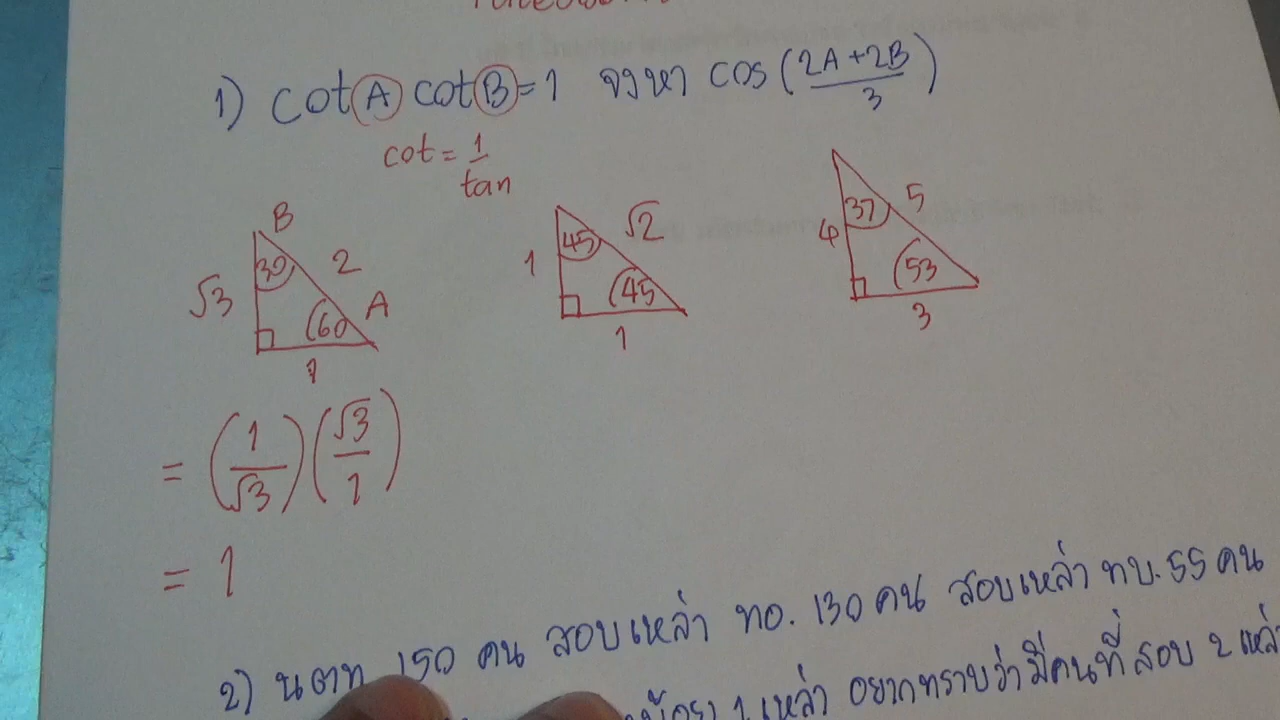 1) cot A cot B = 1 จงหา cos (2A+2B/3)
cot = 1/tan
B
30
2
√3
60
A
1
45
√2
1
45
1
37
5
4
53
3
= (1/√3)(√3/1)
= 1
2) นตท 150 คน สอบเหล่า ทอ. 130 คน สอบเหล่า ทบ. 55 คน
1 เหล่า อยากทราบว่ามีคนที่สอบ 2